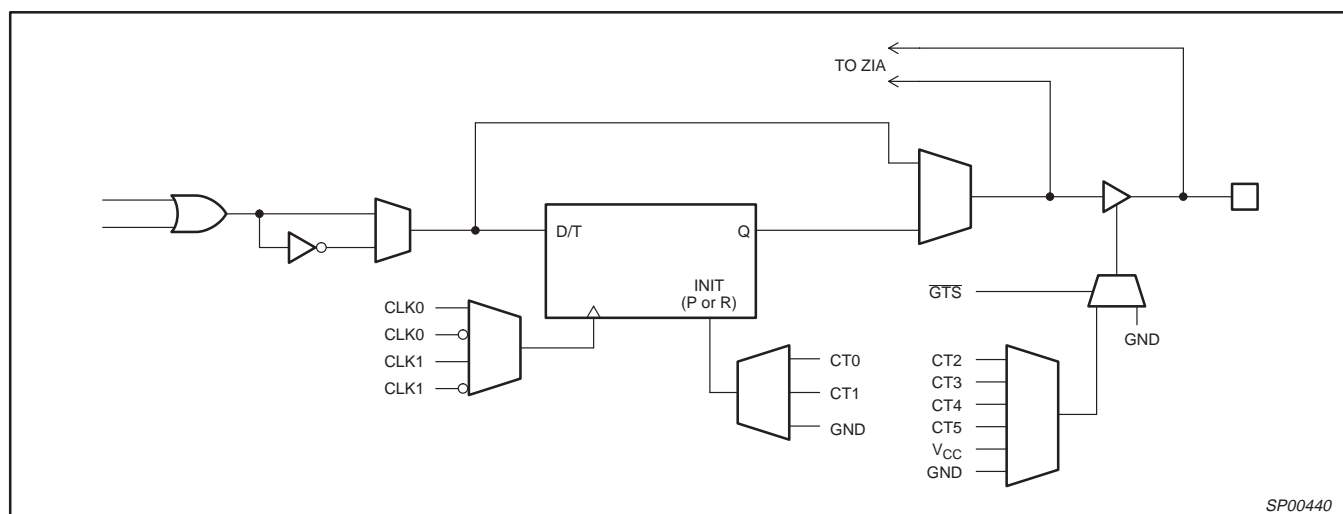 TO ZIA
D/T
Q
INIT
(P or R)
CLK0
CLK0
CLK1
CLK1
CT0
CT1
GND
GTS
GND
CT2
CT3
CT4
CT5
VCC
GND
SP00440